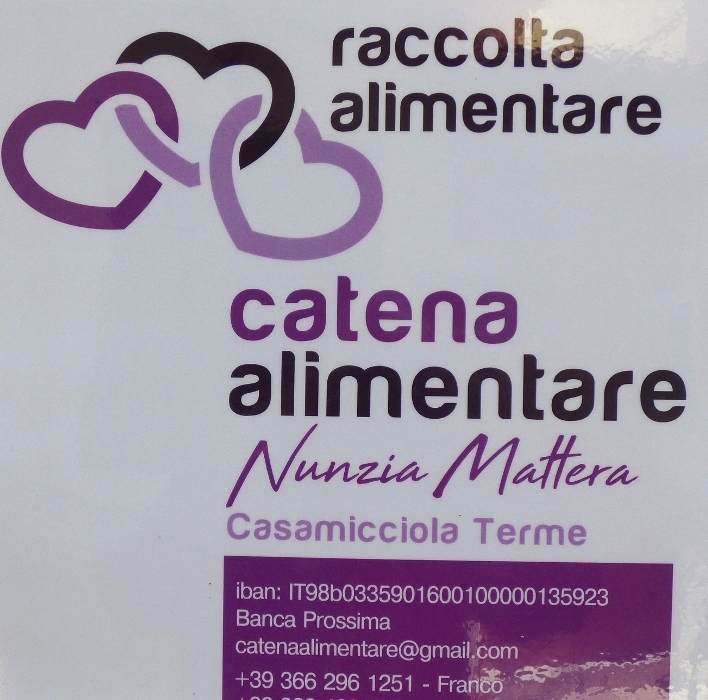 raccolta
alimentare
catena
alimentare
Nunzia Mattera
Casamicciola Terme
iban: IT98b0335901600100000135923
Banca Prossima
catenaalimentare@gmail.com
+39 366 296 1251 - Franco